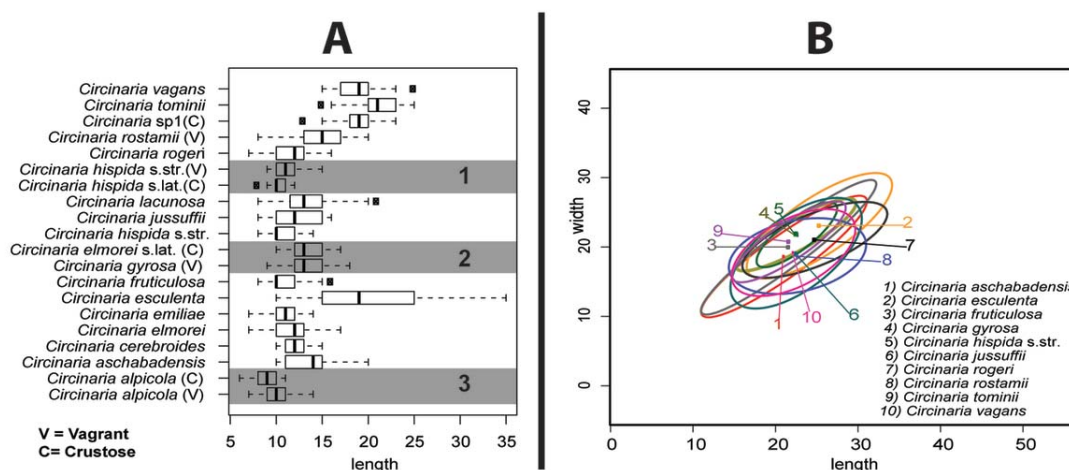 A
B
Circinaria vagans
Circinaria tominii
Circinaria sp1(C)
Circinaria rostamii (V)
Circinaria rogeri
Circinaria hispida s.str.(V)
1
Circinaria hispida s.lat.(C)
Circinaria lacunosa
Circinaria jussuffii
Circinaria hispida s.str.
Circinaria elmorei s.lat. (C)
2
Circinaria gyrosa (V)
Circinaria fruticulosa
Circinaria esculenta
Circinaria emiliae
Circinaria elmorei
Circinaria cerebroides
Circinaria aschabadensis
Circinaria alpicola (C)
3
Circinaria alpicola (V)
V = Vagrant
C= Crustose
5 10 15 20 25 30 35
length
40
30
20
10
0
width
5
4
2
9
3
7
8
6
1
10
1) Circinaria aschabadensis
2) Circinaria esculenta
3) Circinaria fruticulosa
4) Circinaria gyrosa
5) Circinaria hispida s.str.
6) Circinaria jussuffii
7) Circinaria rogeri
8) Circinaria rostamii
9) Circinaria tominii
10) Circinaria vagans
0 10 20 30 40 50
length